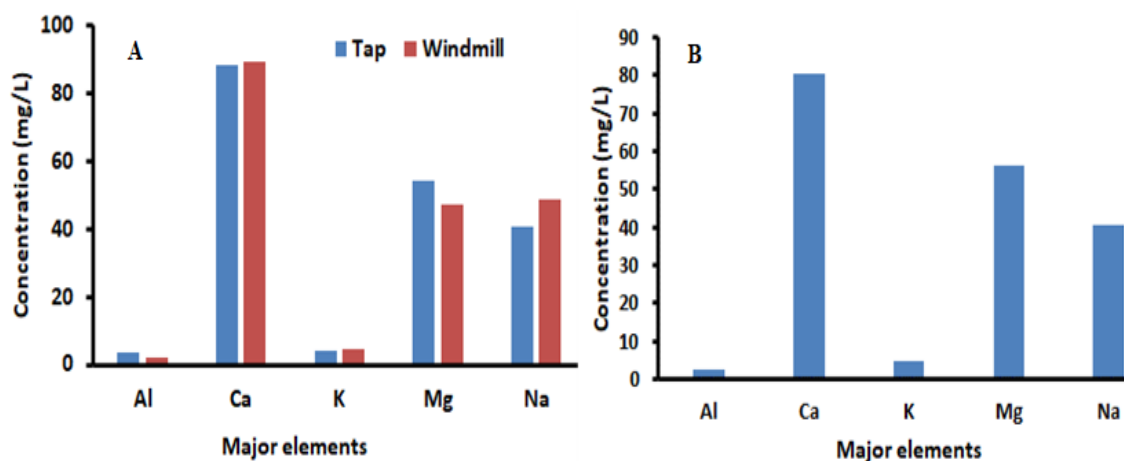 A
Tap Windmill
Concentration (mg/L)
100
80
60
40
20
0
Al Ca K Mg Na
Major elements
B
Concentration (mg/L)
90
80
70
60
50
40
30
20
10
0
Al Ca K Mg Na
Major elements